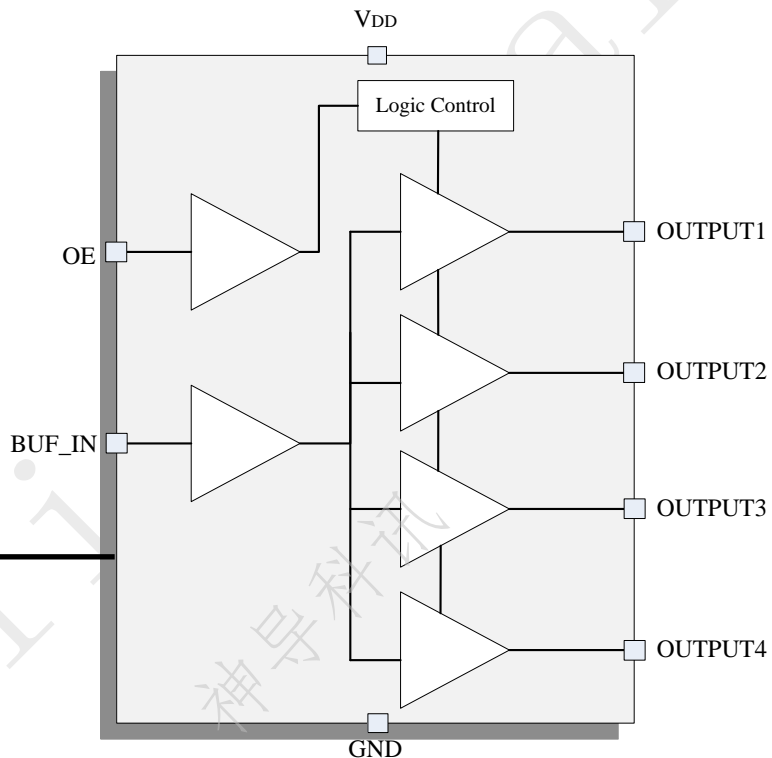 VDD
Logic Control
OE
OUTPUT1
OUTPUT2
BUF_IN
OUTPUT3
神导科讯
OUTPUT4
GND